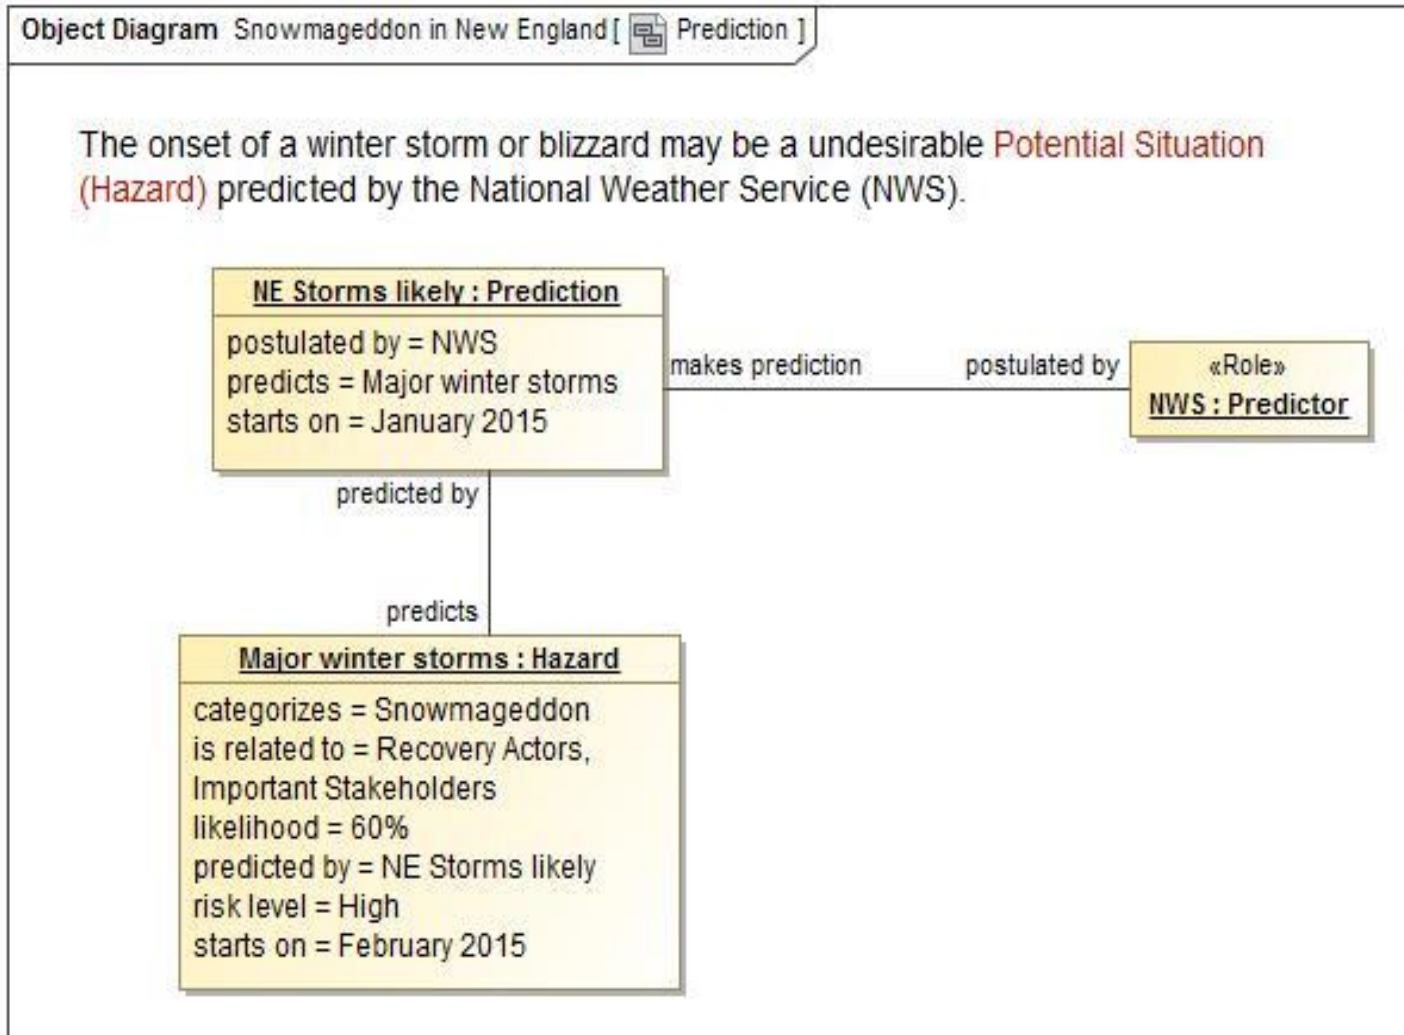 Object Diagram Snowmageddon in New England [ Prediction ]
The onset of a winter storm or blizzard may be a undesirable Potential Situation
(Hazard) predicted by the National Weather Service (NWS).
NE Storms likely : Prediction
postulated by = NWS
predicts = Major winter storms
starts on = January 2015
makes prediction
postulated by
«Role»
NWS : Predictor
predicted by
predicts
Major winter storms : Hazard
categorizes = Snowmageddon
is related to = Recovery Actors,
Important Stakeholders
likelihood = 60%
predicted by = NE Storms likely
risk level = High
starts on = February 2015